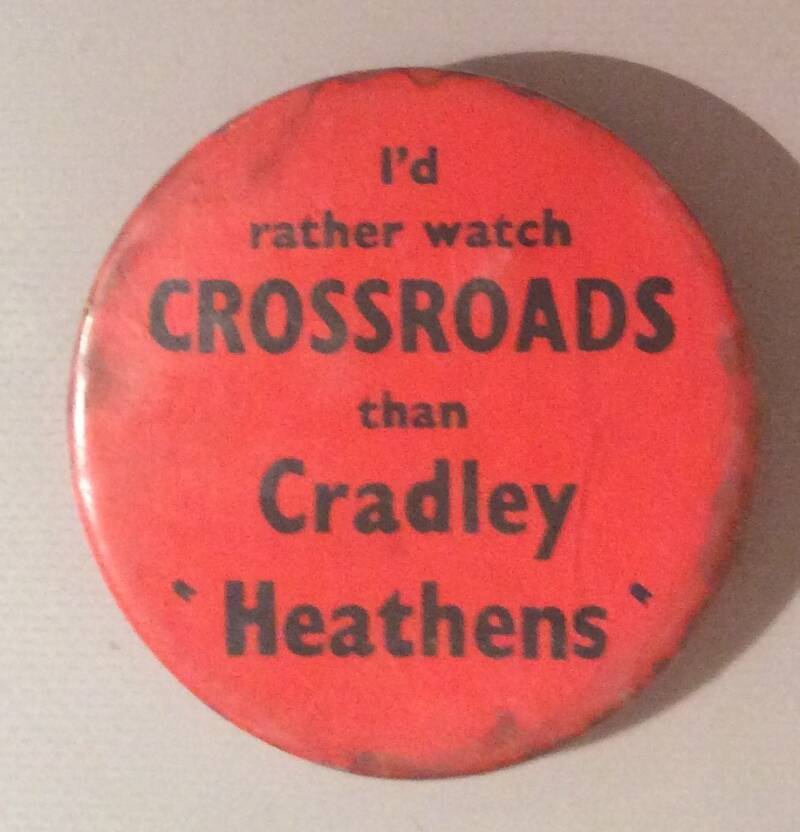 I'd
rather watch
CROSSROADS
than
Cradley
'Heathens'